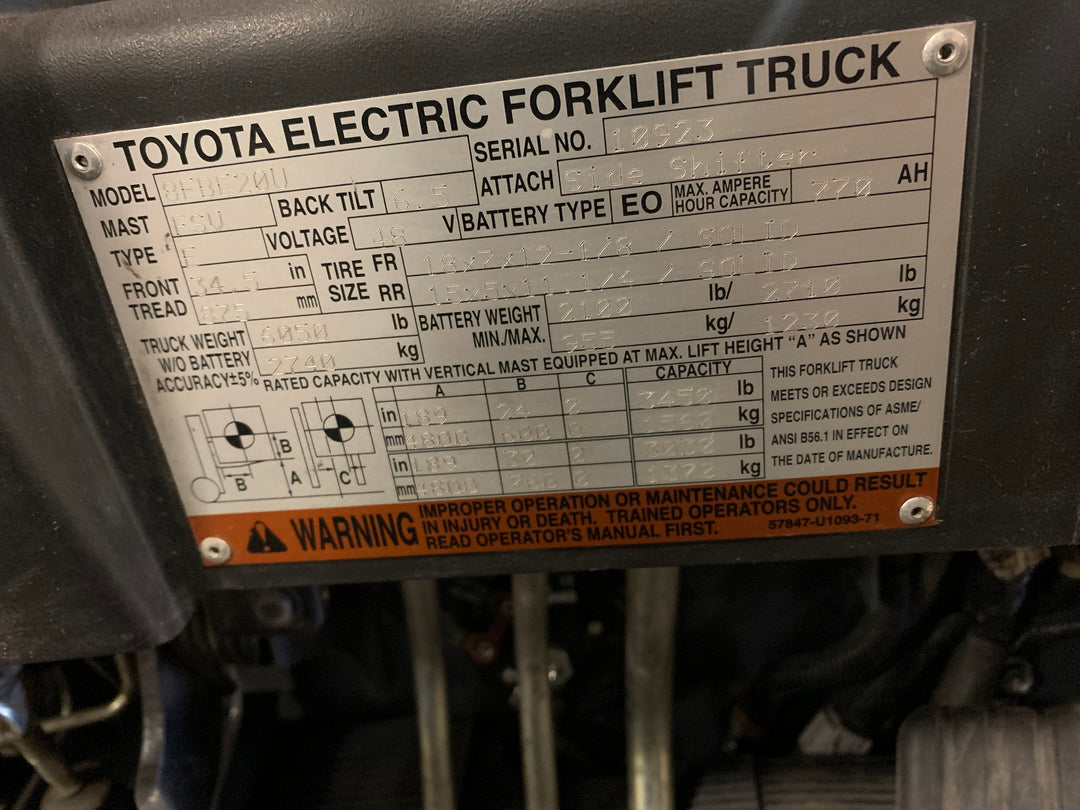 TOYOTA ELECTRIC FORKLIFT TRUCK
MODEL 8FBE20U SERIAL NO. 10923
MAST FSV BACK TILT 6.5 ATTACH Side Shifter
TYPE E VOLTAGE 48 V BATTERY TYPE EO MAX. AMPERE HOUR CAPACITY 770 AH
FRONT TREAD 34.5 in TIRE SIZE FR 18x7x12-1/8 / SOLID
875 mm RR 15x5x11.1/4 / SOLID
TRUCK WEIGHT W/O BATTERY ACCURACY±5% 6050 lb BATTERY WEIGHT MIN./MAX. 2100 lb/ 2710 lb
2740 kg 955 kg/ 1230 kg
RATED CAPACITY WITH VERTICAL MAST EQUIPPED AT MAX. LIFT HEIGHT "A" AS SHOWN
A B C CAPACITY
in 189 24 0 3450 lb
mm 4800 600 0 1560 kg
in 189 30 0 3030 lb
mm 4800 760 0 1370 kg
B B A C
THIS FORKLIFT TRUCK
MEETS OR EXCEEDS DESIGN
SPECIFICATIONS OF ASME/
ANSI B56.1 IN EFFECT ON
THE DATE OF MANUFACTURE.
WARNING
IMPROPER OPERATION OR MAINTENANCE COULD RESULT
IN INJURY OR DEATH. TRAINED OPERATORS ONLY.
READ OPERATOR'S MANUAL FIRST.
57847-U1093-71